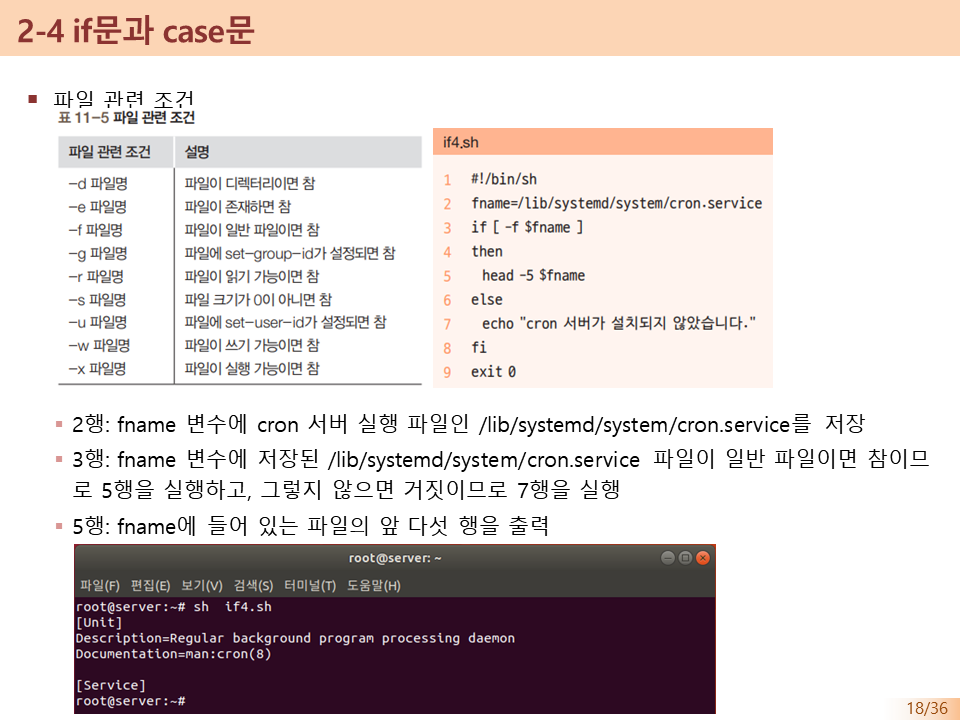 2-4 if문과 case문
파일 관련 조건
표 11-5 파일 관련 조건
파일 관련 조건 설명
-d 파일명 파일이 디렉터리이면 참
-e 파일명 파일이 존재하면 참
-f 파일명 파일이 일반 파일이면 참
-g 파일명 파일에 set-group-id가 설정되면 참
-r 파일명 파일이 읽기 가능이면 참
-s 파일명 파일 크기가 0이 아니면 참
-u 파일명 파일에 set-user-id가 설정되면 참
-w 파일명 파일이 쓰기 가능이면 참
-x 파일명 파일이 실행 가능이면 참
if4.sh
1 #!/bin/sh
2 fname=/lib/systemd/system/cron.service
3 if [ -f $fname ]
4 then
5 head -5 $fname
6 else
7 echo "cron 서버가 설치되지 않았습니다."
8 fi
9 exit 0
2행: fname 변수에 cron 서버 실행 파일인 /lib/systemd/system/cron.service를 저장
3행: fname 변수에 저장된 /lib/systemd/system/cron.service 파일이 일반 파일이면 참이므
로 5행을 실행하고, 그렇지 않으면 거짓이므로 7행을 실행
5행: fname에 들어 있는 파일의 앞 다섯 행을 출력
root@server: ~
파일(F) 편집(E) 보기(V) 검색(S) 터미널(T) 도움말(H)
root@server:~# sh if4.sh
[Unit]
Description=Regular background program processing daemon
Documentation=man:cron(8)
[Service]
root@server:~#
18/36